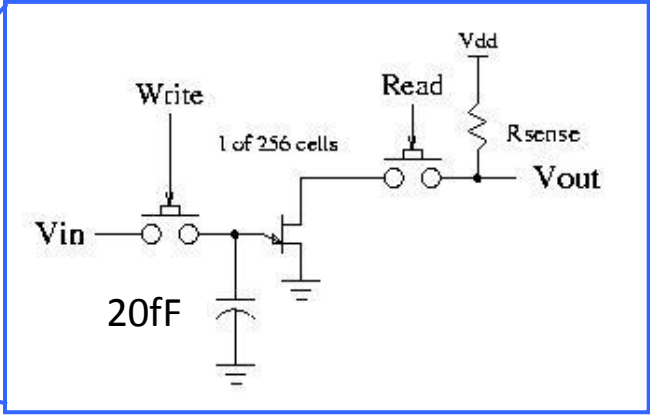 Vdd
Write
Read
1 of 256 cells
Rsense
Vin
Vout
20fF